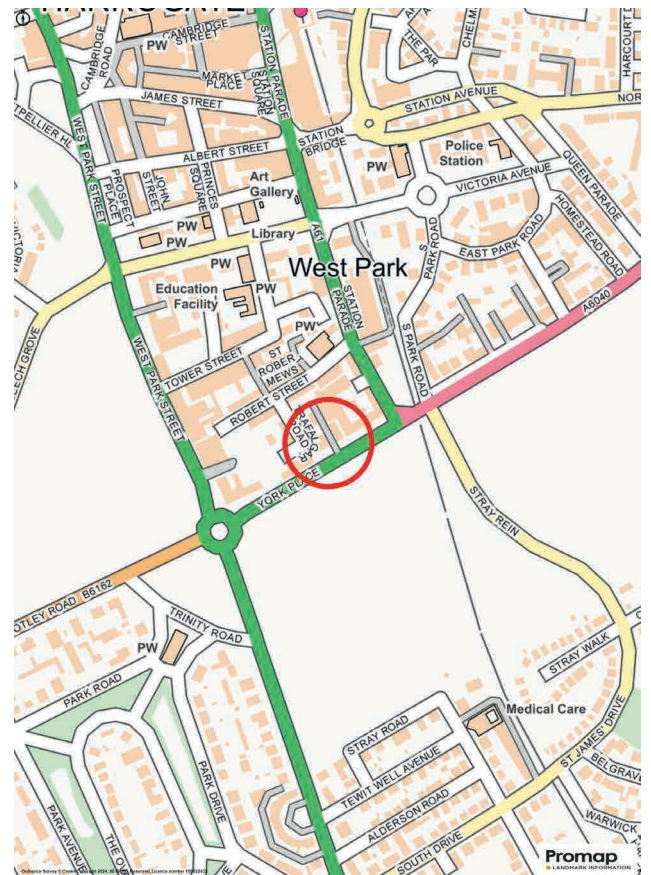 HARROGATE
CAMBRIDGE
STREET
CAMBRIDGE
ROAD
PW
MARKET
PLACE
STATION
SQUARE
STATION PARADE
JAMES STREET
THE PAR
CHELM
HARCOURT D
STATION AVENUE
NOR
TPELLIER HL
WEST PARK STREET
ALBERT STREET
STATION
BRIDGE
PW
Police
Station
VICTORIA AVENUE
QUEEN PARADE
PROSPECT
PLACE
JOHN
STREET
PRINCES
SQUARE
Art
Gallery
HOMESTEAD ROAD
PW
PW
Library
A61
S
PARK ROAD
EAST PARK ROAD
VICTORIA
PW
West Park
Education
Facility
PW
STATION
PARADE
A6040
EECH GROVE
PW
S PARK ROAD
WEST PARK STREET
TOWER STREET
ST
ROBER
MEWS
ROBERT STREET
TRAFALGAR
ROAD
YORK PLACE
STRAY REIN
OTLEY ROAD B6162
TRINITY ROAD
PW
STRAY WALK
PARK ROAD
Medical Care
STRAY ROAD
ST JAMES DRIVE
PARK DRIVE
TEWIT WELL AVENUE
BELGRAV
ALDERSON ROAD
WARWICK
PARK AVENUE
THE OV
SOUTH DRIVE
Promap
LANDMARK INFORMATION